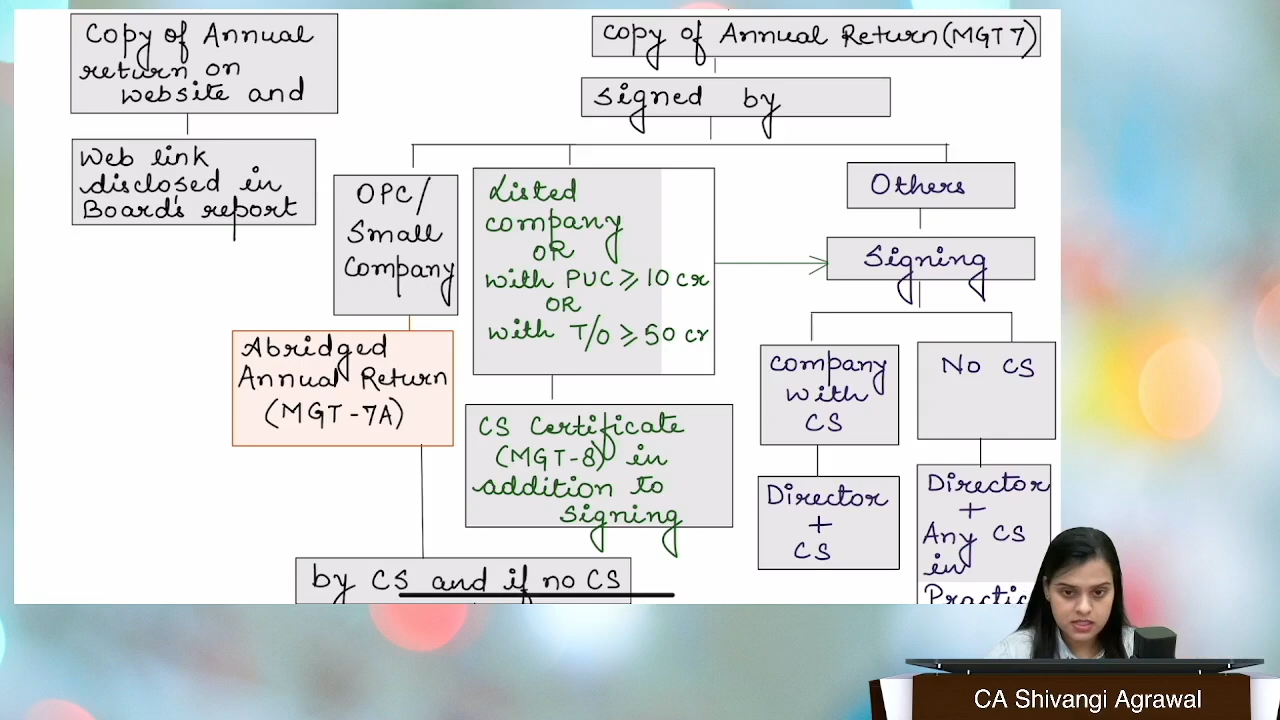 Copy of Annual
return on
website and
Web link
disclosed in
Board's report
Copy of Annual Return (MGT 7)
Signed by
OPC/
Small
Company
Abridged
Annual Return
(MGT-7A)
by CS and if no CS
Listed
company
OR
with PUC ≥ 10 cr
OR
with T/O ≥ 50 cr
CS Certificate
(MGT-8) in
addition to
Signing
Others
Signing
company
with
CS
Director
+
CS
No CS
Director
+
Any CS
in
Practic
CA Shivangi Agrawal